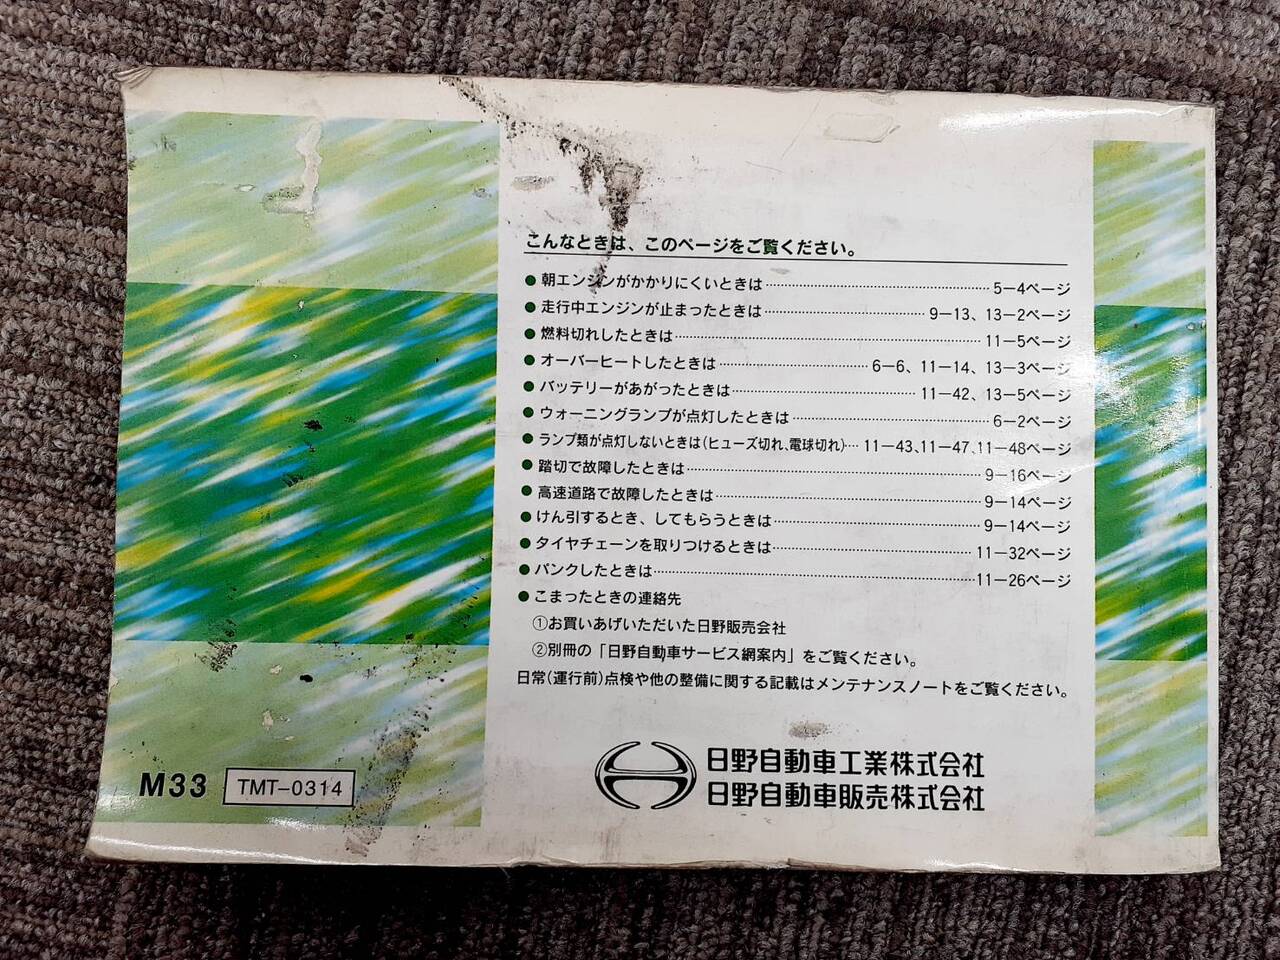 こんなときは、このページをご覧ください。
●朝エンジンがかかりにくいときは…………5−4ページ
●走行中エンジンが止まったときは…………9−13、13−2ページ
●燃料切れしたときは…………11−5ページ
●オーバーヒートしたときは…………6−6、11−14、13−3ページ
●バッテリーがあがったときは…………11−42、13−5ページ
●ウォーニングランプが点灯したときは…………6−2ページ
●ランプ類が点灯しないときは(ヒューズ切れ、電球切れ)…11−43、11−47、11−48ページ
●踏切で故障したときは…………9−16ページ
●高速道路で故障したときは…………9−14ページ
●けん引するとき、してもらうときは…………9−14ページ
●タイヤチェーンを取りつけるときは…………11−32ページ
●パンクしたときは…………11−26ページ
●こまったときの連絡先
①お買いあげいただいた日野販売会社
②別冊の「日野自動車サービス網案内」をご覧ください。
日常(運行前)点検や他の整備に関する記載はメンテナンスノートをご覧ください。
日野自動車工業株式会社
日野自動車販売株式会社
M33 TMT−0314